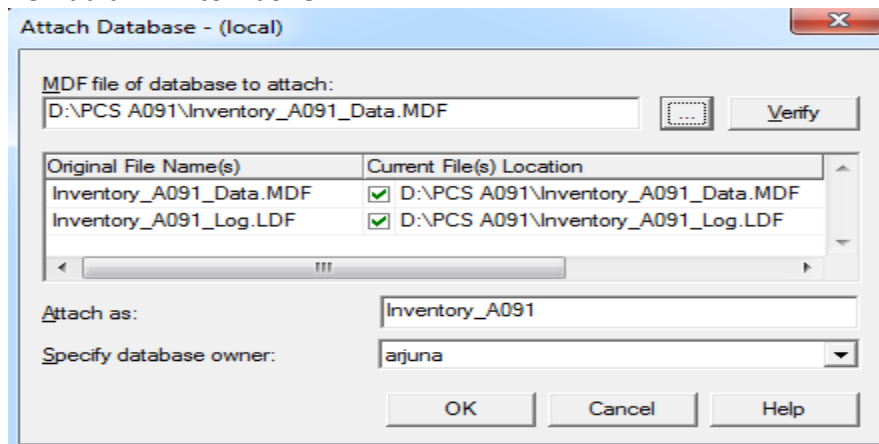 Attach Database - (local)
MDF file of database to attach:
D:\PCS A091\Inventory_A091_Data.MDF
...
Verify
Original File Name(s) Current File(s) Location
Inventory_A091_Data.MDF D:\PCS A091\Inventory_A091_Data.MDF
Inventory_A091_Log.LDF D:\PCS A091\Inventory_A091_Log.LDF
Attach as: Inventory_A091
Specify database owner: arjuna
OK Cancel Help